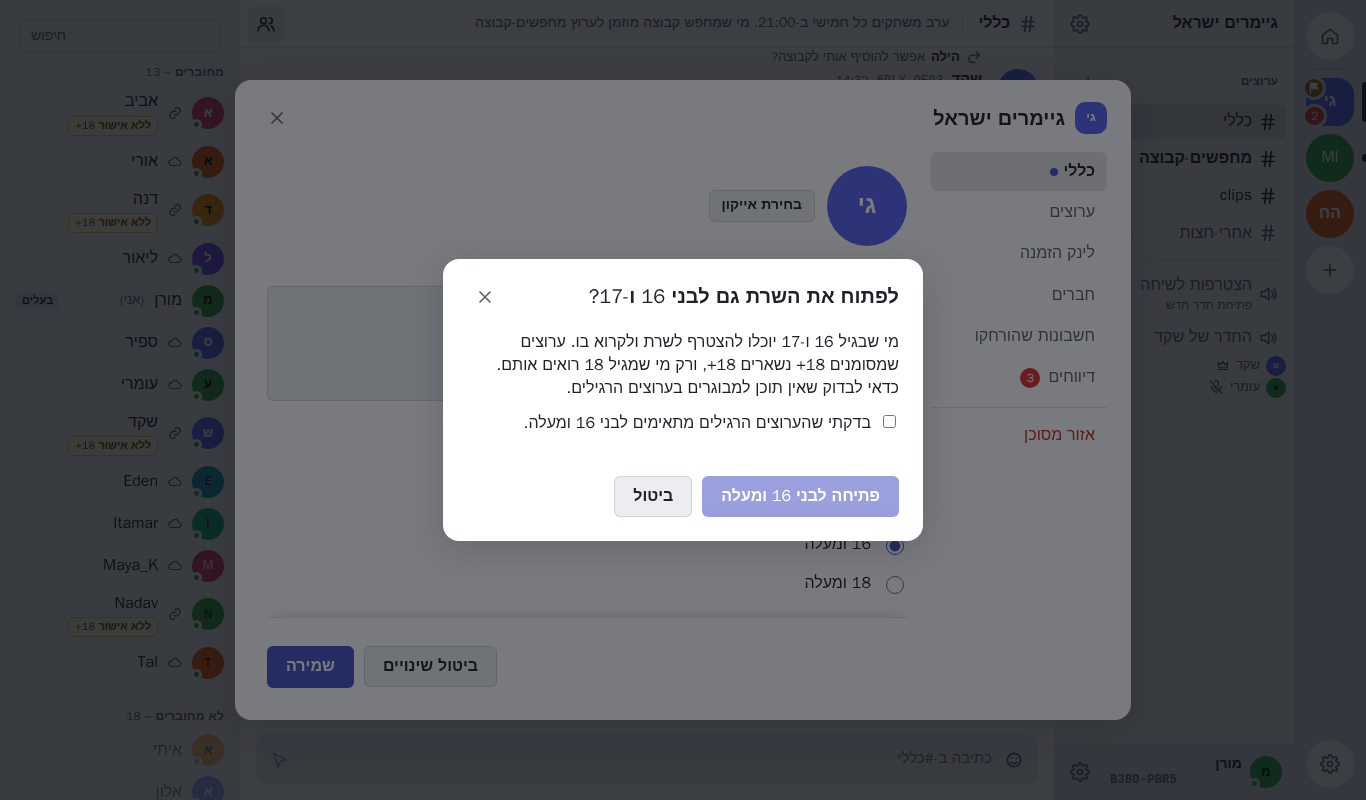 גיימרים ישראל
ערוצים
כללי
מחפשים-קבוצה
clips
אחרי-חצות
הצטרפות לשיחה
פתיחת חדר חדש
החדר של שקד
שקד
עומרי
מורן
B3BD-PBR5
גי
2
MI
הח
כללי
ערב משחקים כל חמישי ב-21:00. מי שמחפש קבוצה מוזמן לערוץ מחפשים-קבוצה
הילה אפשר להוסיף אותי לקבוצה?
כתיבה ב-#כללי
גי
גיימרים ישראל
כללי
ערוצים
לינק הזמנה
חברים
חשבונות שהורחקו
דיווחים 3
אזור מסוכן
גי
בחירת אייקון
לפתוח את השרת גם לבני 16 ו-17?
מי שבגיל 16 ו-17 יוכלו להצטרף לשרת ולקרוא בו. ערוצים
שמסומנים 18+ נשארים 18+, ורק מי שמגיל 18 רואים אותם.
כדאי לבדוק שאין תוכן למבוגרים בערוצים הרגילים.
בדקתי שהערוצים הרגילים מתאימים לבני 16 ומעלה.
פתיחה לבני 16 ומעלה
ביטול
16 ומעלה
18 ומעלה
ביטול שינויים
שמירה
חיפוש
מחוברים – 13
א אביב
ללא אישור 18+
א אורי
ד דנה
ללא אישור 18+
ל ליאור
מ מורן (אני) בעלים
ס ספיר
ע עומרי
ש שקד
ללא אישור 18+
E Eden
I Itamar
M Maya_K
N Nadav
ללא אישור 18+
T Tal
לא מחוברים – 18
א איתי
א אלון